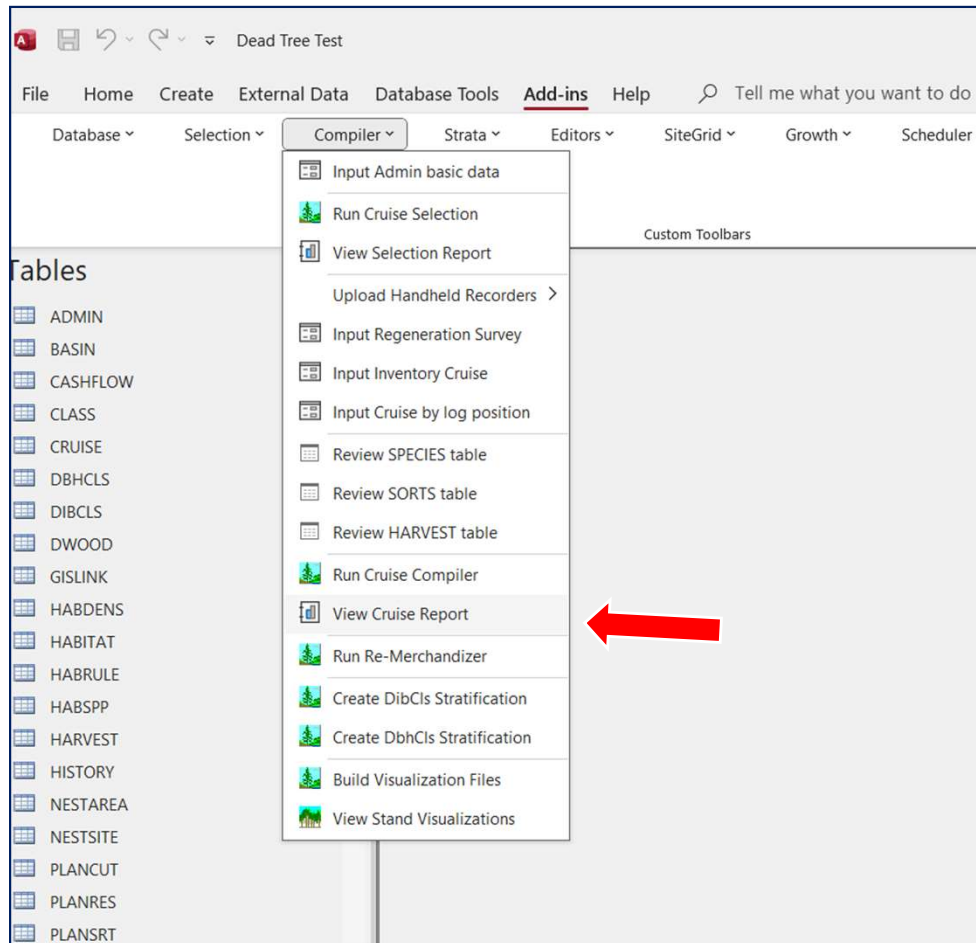 A
Dead Tree Test
File Home Create External Data Database Tools Add-ins Help Tell me what you want to do
Database Selection Compiler Strata Editors SiteGrid Growth Scheduler
Custom Toolbars
Input Admin basic data
Run Cruise Selection
View Selection Report
Upload Handheld Recorders
Input Regeneration Survey
Input Inventory Cruise
Input Cruise by log position
Review SPECIES table
Review SORTS table
Review HARVEST table
Run Cruise Compiler
View Cruise Report
Run Re-Merchandizer
Create DibCls Stratification
Create DbhCls Stratification
Build Visualization Files
View Stand Visualizations
Tables
ADMIN
BASIN
CASHFLOW
CLASS
CRUISE
DBHCLS
DIBCLS
DWOOD
GISLINK
HABDENS
HABITAT
HABRULE
HABSPP
HARVEST
HISTORY
NESTAREA
NESTSITE
PLANCUT
PLANRES
PLANSRT